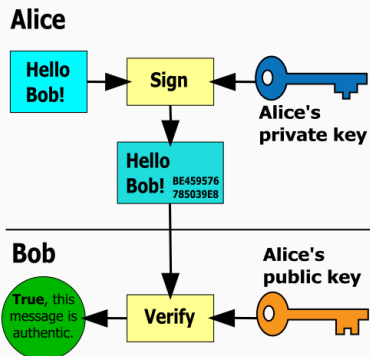 Alice
Hello
Bob!
Sign
Alice's
private key
Hello
Bob! BE459576
785039E8
Bob
Alice's
public key
True, this
message is
authentic.
Verify